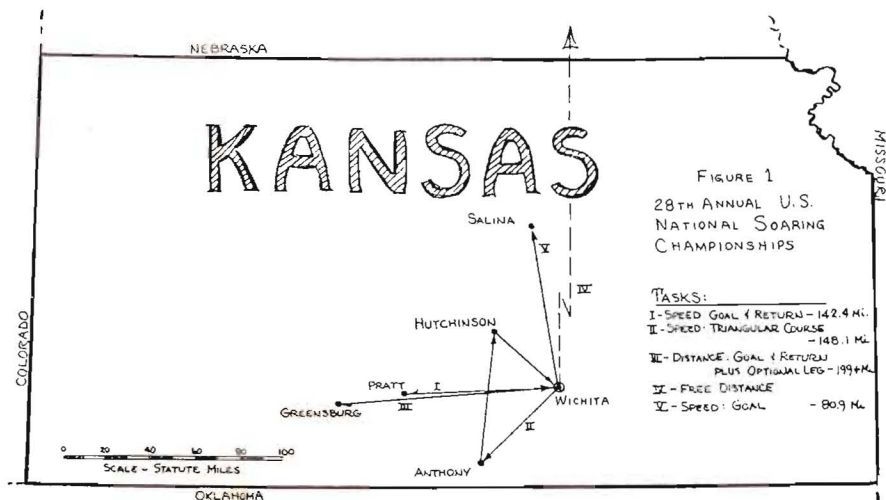 NEBRASKA
KANSAS
MISSOURI
COLORADO
FIGURE 1
28TH ANNUAL U.S.
NATIONAL SOARING
CHAMPIONSHIPS
SALINA
V
IV
TASKS:
I-SPEED GOAL & RETURN-142.4 Mi.
II-SPEED: TRIANGULAR COURSE
-148.1 Mi
III-DISTANCE: GOAL & RETURN
PLUS OPTIONAL LEG-199+Mi.
IV-FREE DISTANCE
V-SPEED: GOAL -80.9 Mi
HUTCHINSON
PRATT
I
WICHITA
GREENSBURG
III
II
ANTHONY
0 20 40 60 80 100
SCALE-STATUTE MILES
OKLAHOMA